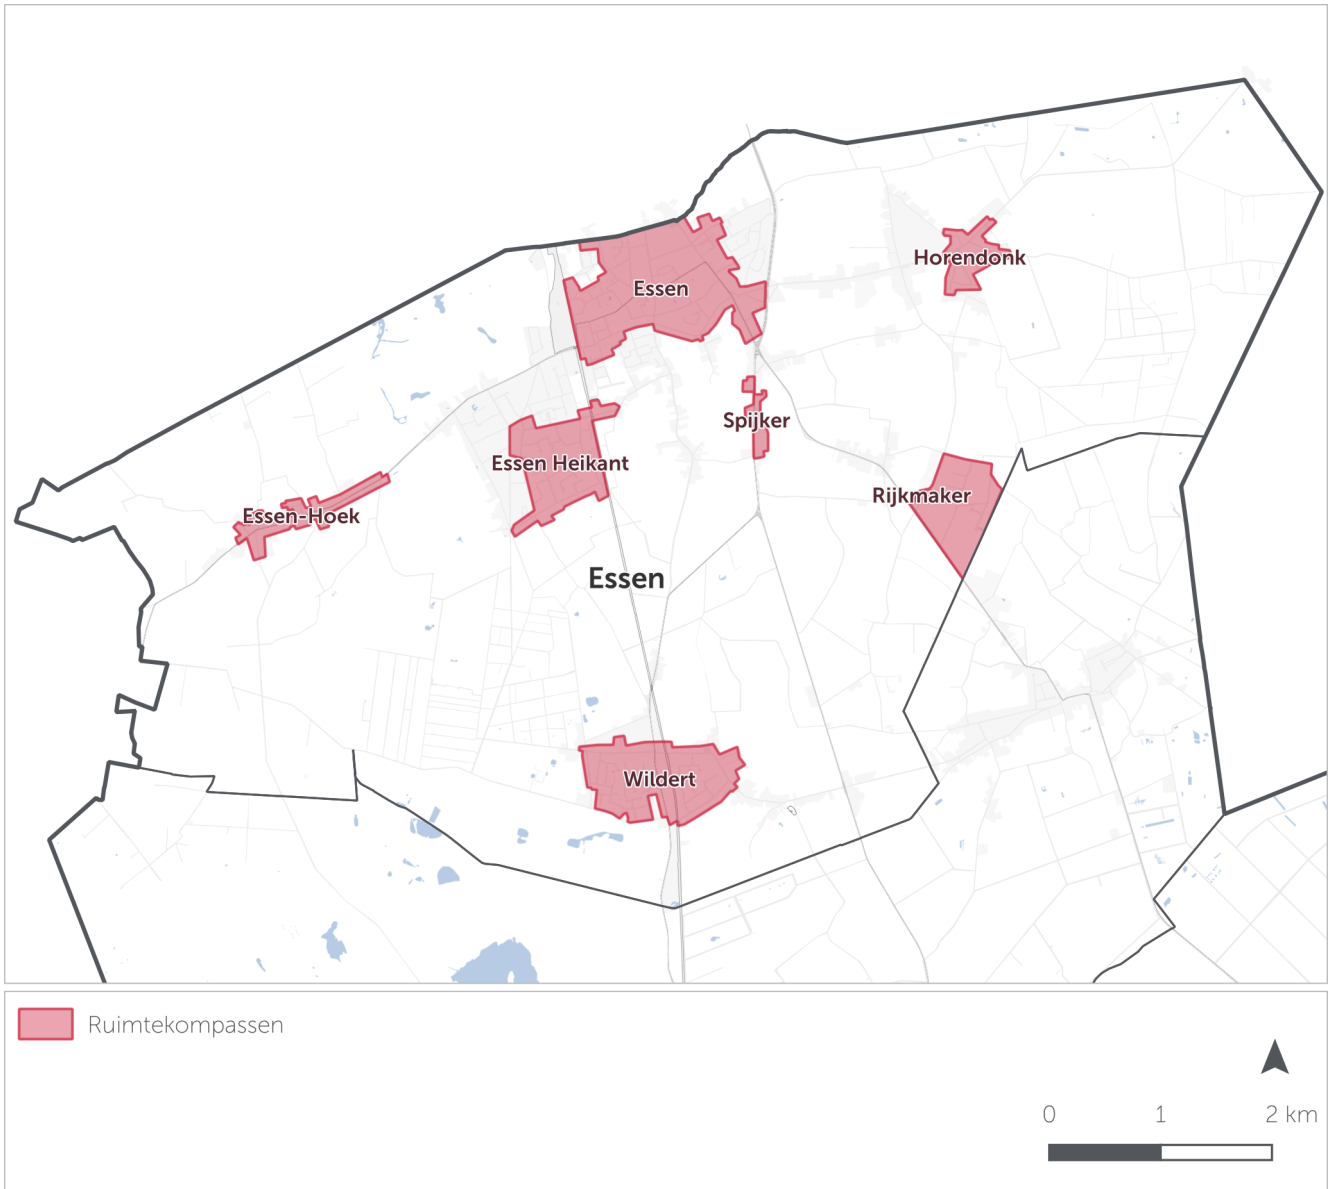 Horendonk
Essen
Spijker
Essen Heikant
Rijkmaker
Essen-Hoek
Essen
Wildert
Ruimtekompassen
0 1 2 km